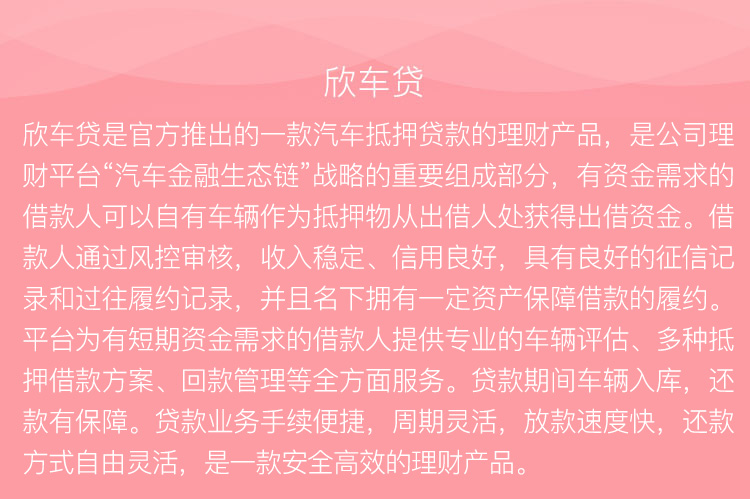 欣车贷
欣车贷是官方推出的一款汽车抵押贷款的理财产品，是公司理
财平台“汽车金融生态链”战略的重要组成部分，有资金需求的
借款人可以自有车辆作为抵押物从出借人处获得出借资金。借
款人通过风控审核，收入稳定、信用良好，具有良好的征信记
录和过往履约记录，并且名下拥有一定资产保障借款的履约。
平台为有短期资金需求的借款人提供专业的车辆评估、多种抵
押借款方案、回款管理等全方面服务。贷款期间车辆入库，还
款有保障。贷款业务手续便捷，周期灵活，放款速度快，还款
方式自由灵活，是一款安全高效的理财产品。